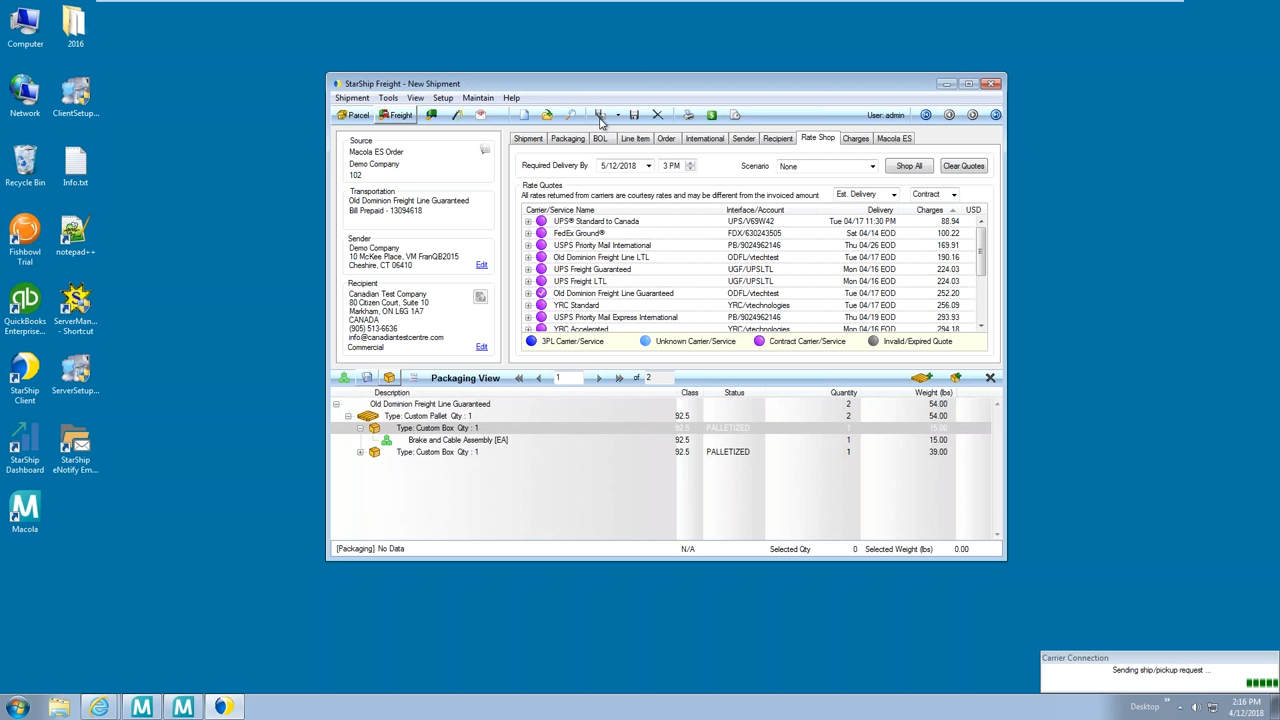 Computer
2016
Network
ClientSetup...
Recycle Bin
Info.txt
Fishbowl
Trial
notepad++
QuickBooks
Enterprise...
ServerMan...
- Shortcut
StarShip
Client
ServerSetup...
StarShip
Dashboard
StarShip
eNotify Em...
Macola
StarShip Freight - New Shipment
Shipment Tools View Setup Maintain Help
Parcel Freight User: admin
Source
Macola ES Order
Demo Company
102
Transportation
Old Dominion Freight Line Guaranteed
Bill Prepaid - 13094618
Sender
Demo Company
10 McKee Place, VM FranQB2015
Cheshire, CT 06410 Edit
Recipient
Canadian Test Company
80 Citizen Court, Suite 10
Markham, ON L6G 1A7
CANADA
(905) 513-6636
info@canadiantestcentre.com
Commercial Edit
Shipment Packaging BOL Line Item Order International Sender Recipient Rate Shop Charges Macola ES
Required Delivery By 5/12/2018 3 PM Scenario None Shop All Clear Quotes
Rate Quotes
All rates returned from carriers are courtesy rates and may be different from the invoiced amount Est. Delivery Contract
Carrier/Service Name Interface/Account Delivery Charges USD
UPS® Standard to Canada UPS/V69W42 Tue 04/17 11:30 PM 88.94
FedEx Ground® FDX/630243505 Sat 04/14 EOD 100.22
USPS Priority Mail International PB/9024962146 Thu 04/26 EOD 169.91
Old Dominion Freight Line LTL ODFL/vtechtest Tue 04/17 EOD 190.16
UPS Freight Guaranteed UGF/UPSLTL Mon 04/16 EOD 224.03
UPS Freight LTL UGF/UPSLTL Mon 04/16 EOD 224.03
Old Dominion Freight Line Guaranteed ODFL/vtechtest Tue 04/17 EOD 252.20
YRC Standard YRC/vtechnologies Tue 04/17 EOD 256.09
USPS Priority Mail Express International PB/9024962146 Thu 04/19 EOD 293.93
YRC Accelerated YRC/vtechnologies Mon 04/16 EOD 294.18
3PL Carrier/Service Unknown Carrier/Service Contract Carrier/Service Invalid/Expired Quote
Packaging View 1 of 2
Description Class Status Quantity Weight (lbs)
Old Dominion Freight Line Guaranteed 2 54.00
Type: Custom Pallet Qty : 1 92.5 2 54.00
Type: Custom Box Qty : 1 92.5 PALLETIZED 1 15.00
Brake and Cable Assembly [EA] 92.5 1 15.00
Type: Custom Box Qty : 1 92.5 PALLETIZED 1 39.00
[Packaging] No Data N/A Selected Qty 0 Selected Weight (lbs) 0.00
Carrier Connection
Sending ship/pickup request ...
Desktop
2:16 PM
4/12/2018